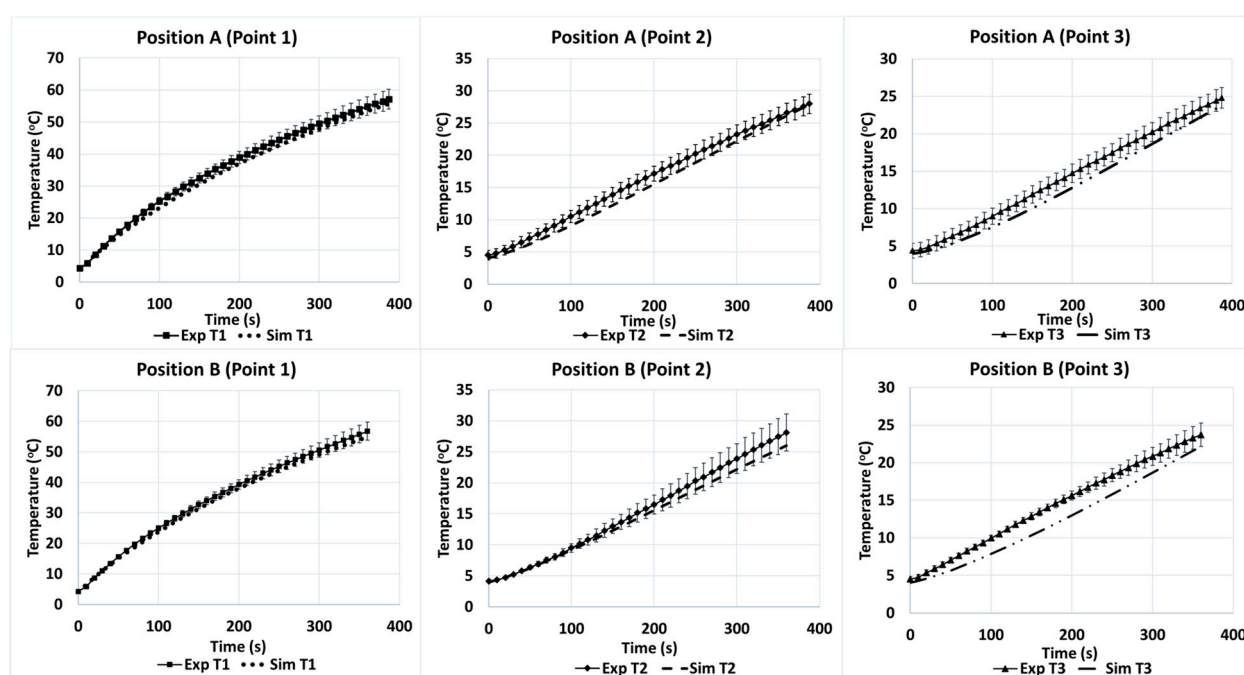 Position A (Point 1)
Temperature (°C)
70
60
50
40
30
20
10
0
0 100 200 300 400
Time (s)
Exp T1 Sim T1
Position A (Point 2)
Temperature (°C)
35
30
25
20
15
10
5
0
0 100 200 300 400
Time (s)
Exp T2 Sim T2
Position A (Point 3)
Temperature (°C)
30
25
20
15
10
5
0
0 100 200 300 400
Time (s)
Exp T3 Sim T3
Position B (Point 1)
Temperature (°C)
70
60
50
40
30
20
10
0
0 100 200 300 400
Time (s)
Exp T1 Sim T1
Position B (Point 2)
Temperature (°C)
35
30
25
20
15
10
5
0
0 100 200 300 400
Time (s)
Exp T2 Sim T2
Position B (Point 3)
Temperature (°C)
30
25
20
15
10
5
0
0 100 200 300 400
Time (s)
Exp T3 Sim T3